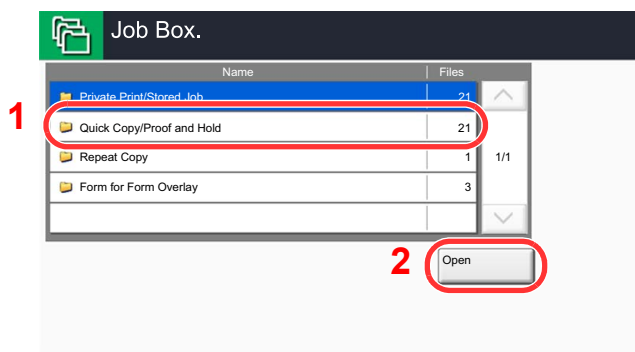 Job Box.
Name Files
Private Print/Stored Job 21
1 Quick Copy/Proof and Hold 21
Repeat Copy 1 1/1
Form for Form Overlay 3
2 Open